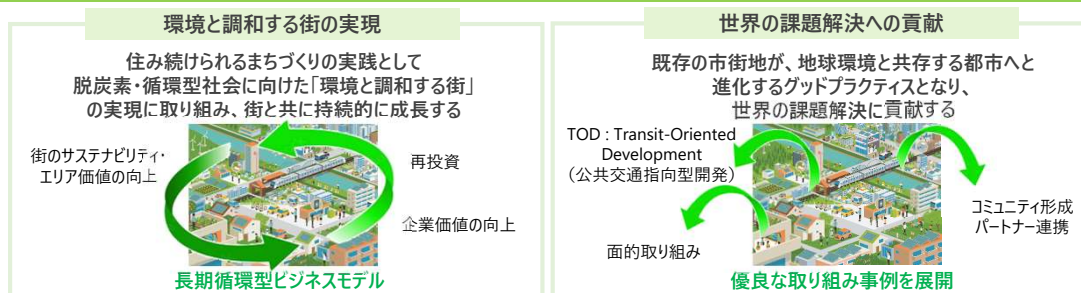 環境と調和する街の実現
住み続けられるまちづくりの実践として
脱炭素・循環型社会に向けた「環境と調和する街」
の実現に取り組み、街と共に持続的に成長する
街のサステナビリティ・
エリア価値の向上
再投資
企業価値の向上
長期循環型ビジネスモデル
世界の課題解決への貢献
既存の市街地が、地球環境と共存する都市へと
進化するグッドプラクティスとなり、
世界の課題解決に貢献する
TOD : Transit-Oriented
Development
（公共交通指向型開発）
面的取り組み
コミュニティ形成
パートナー連携
優良な取り組み事例を展開